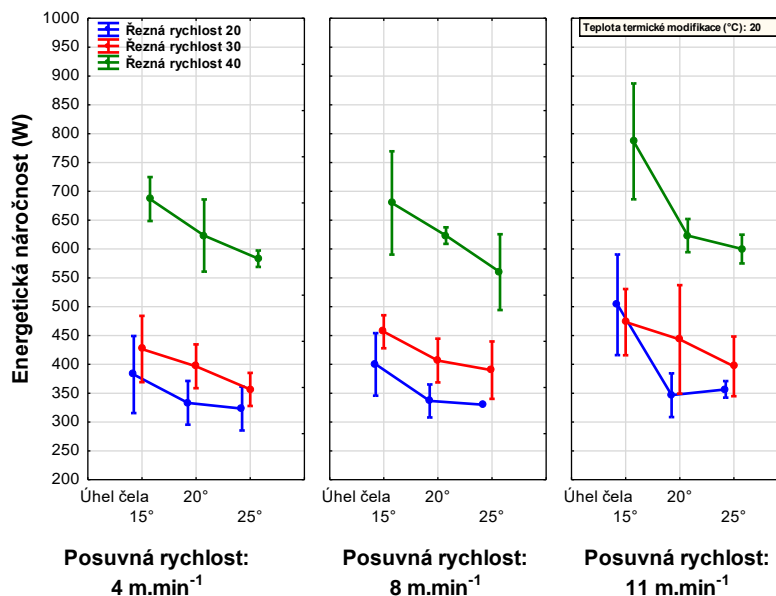 Energetická náročnost (W)
1000
950
900
850
800
750
700
650
600
550
500
450
400
350
300
250
200
Řezná rychlost 20
Řezná rychlost 30
Řezná rychlost 40
Teplota termické modifikace (°C): 20
Úhel čela 20° Úhel čela 20° Úhel čela 20°
15° 25° 15° 25° 15° 25°
Posuvná rychlost: Posuvná rychlost: Posuvná rychlost:
4 m.min⁻¹ 8 m.min⁻¹ 11 m.min⁻¹